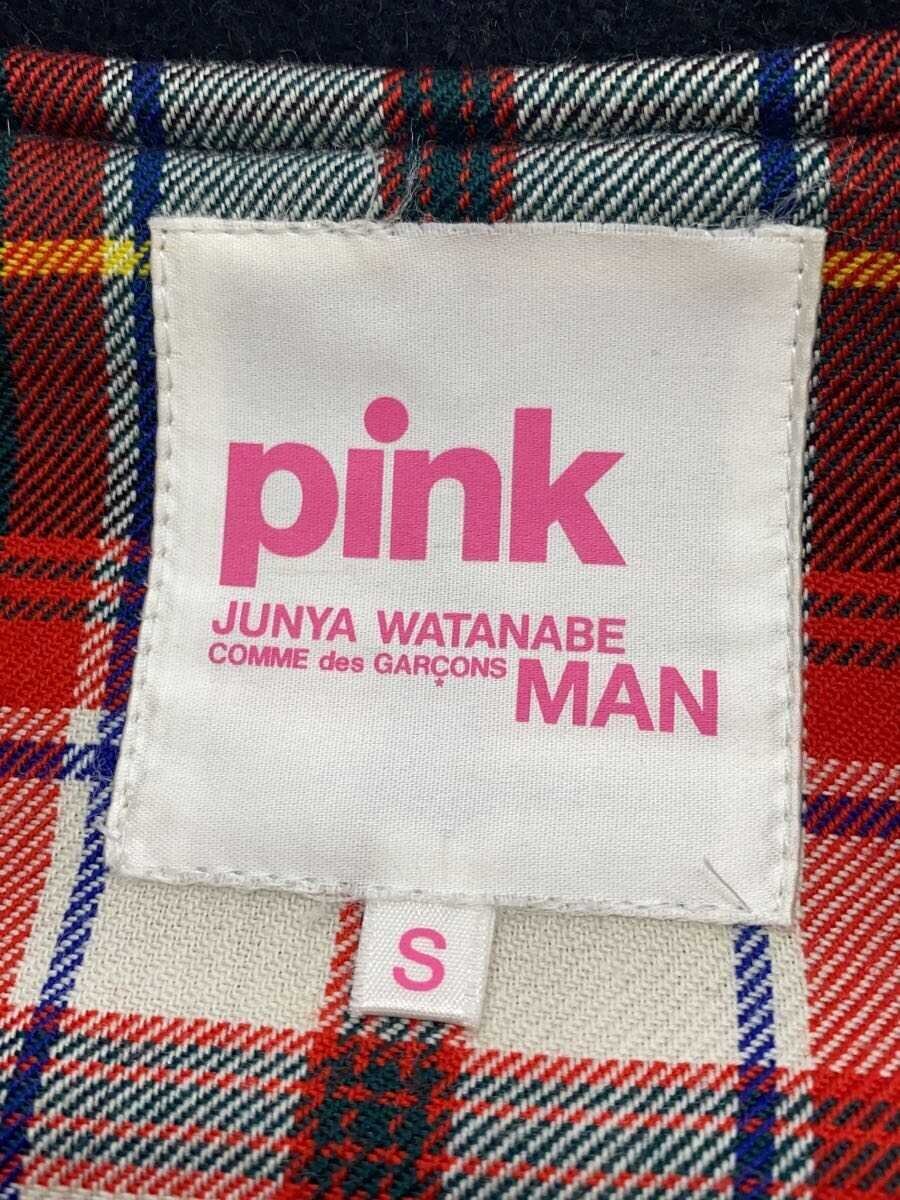 pink
JUNYA WATANABE
COMME des GARÇONS MAN
S